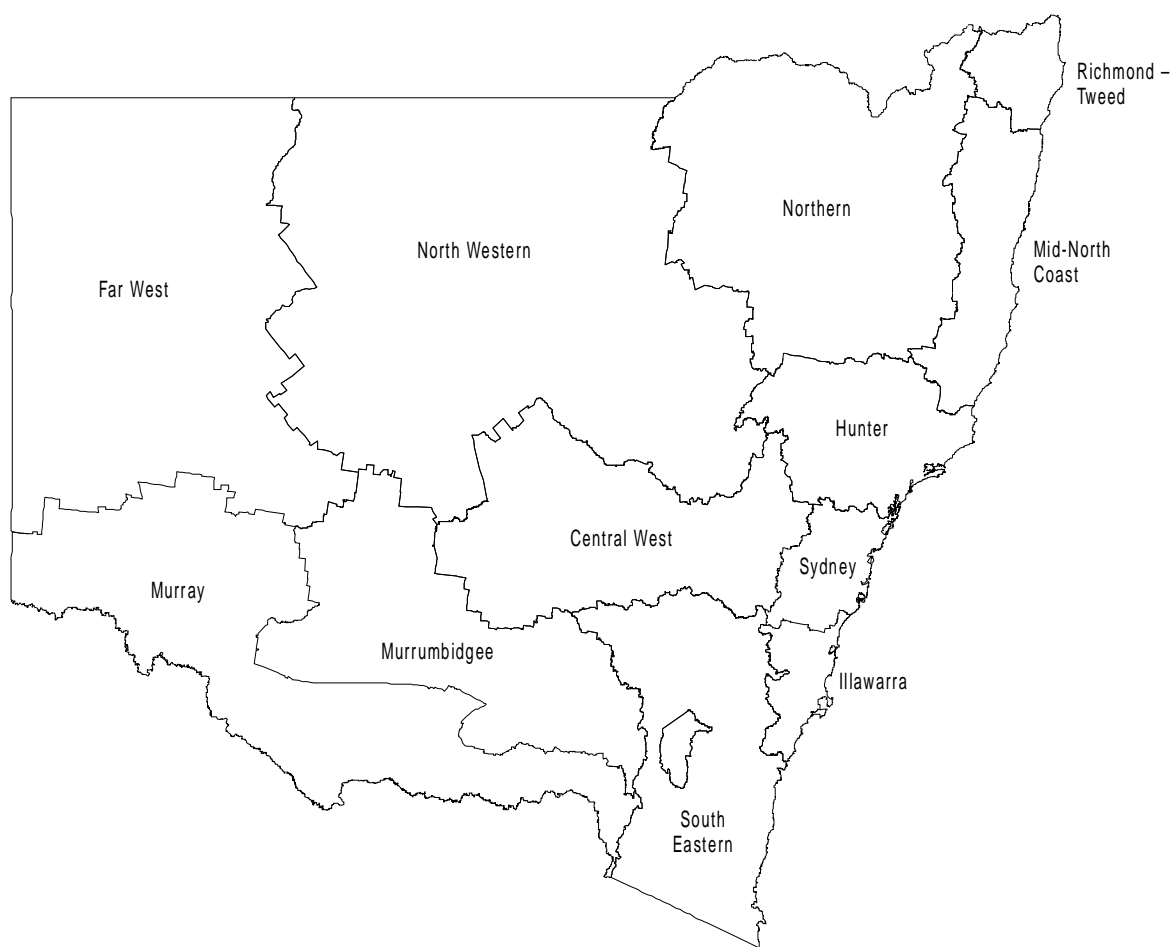 Richmond –
Tweed
Northern
North Western
Mid-North
Coast
Far West
Hunter
Central West
Sydney
Murray
Murrumbidgee
Illawarra
South
Eastern